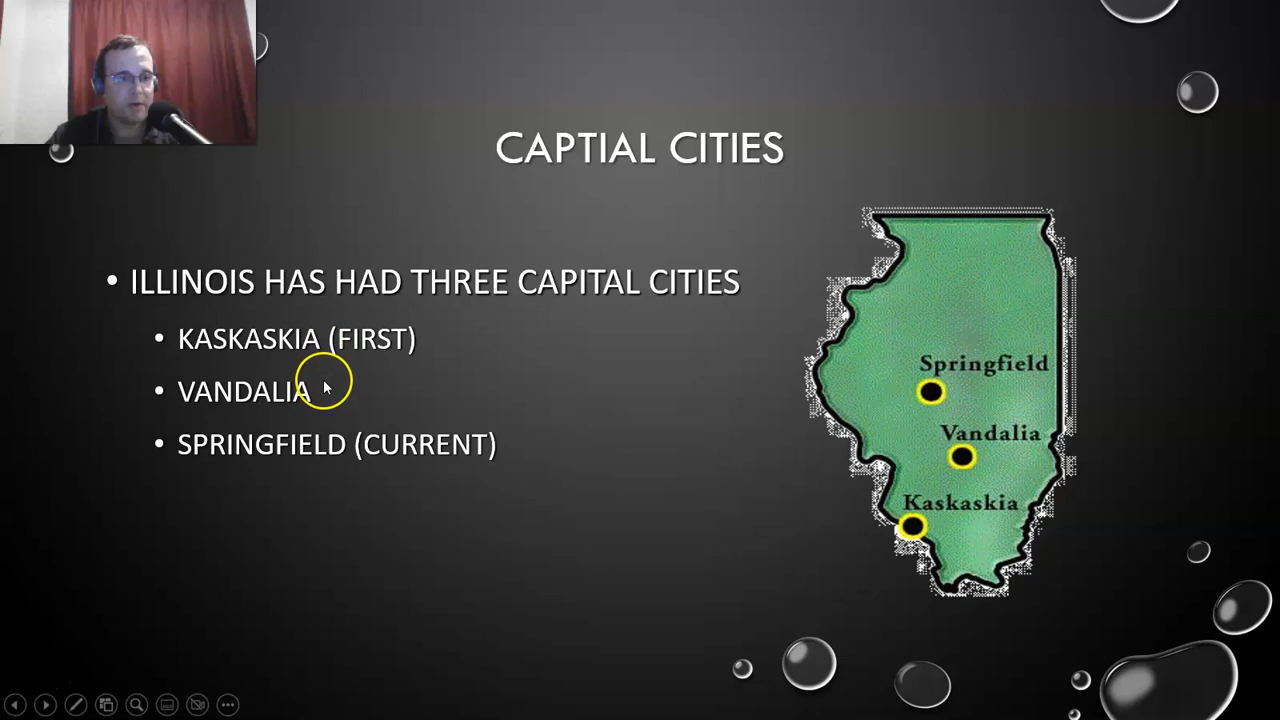 CAPTIAL CITIES
• ILLINOIS HAS HAD THREE CAPITAL CITIES
• KASKASKIA (FIRST)
• VANDALIA
• SPRINGFIELD (CURRENT)
Springfield
Vandalia
Kaskaskia